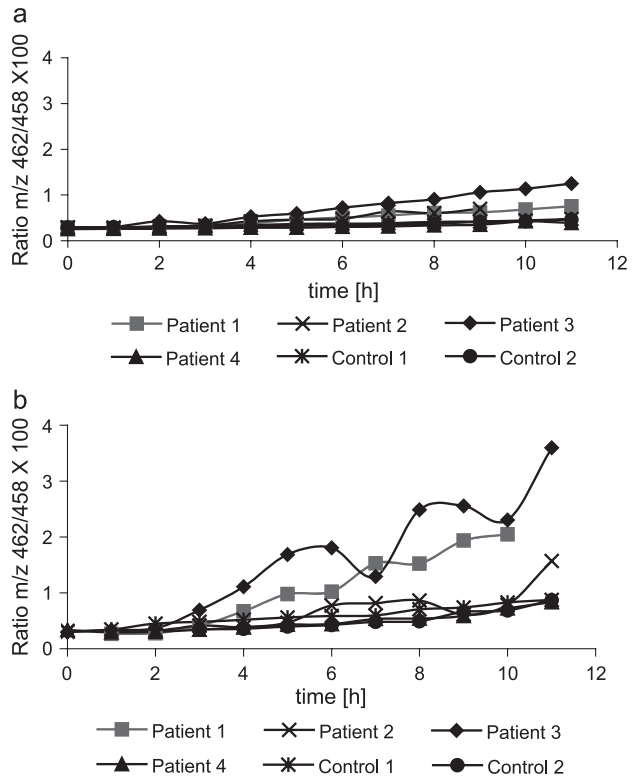 a
Ratio m/z 462/458 X100
4
3
2
1
0
0 2 4 6 8 10 12
time [h]
Patient 1 Patient 2 Patient 3
Patient 4 Control 1 Control 2
b
Ratio m/z 462/458 X 100
4
3
2
1
0
0 2 4 6 8 10 12
time [h]
Patient 1 Patient 2 Patient 3
Patient 4 Control 1 Control 2